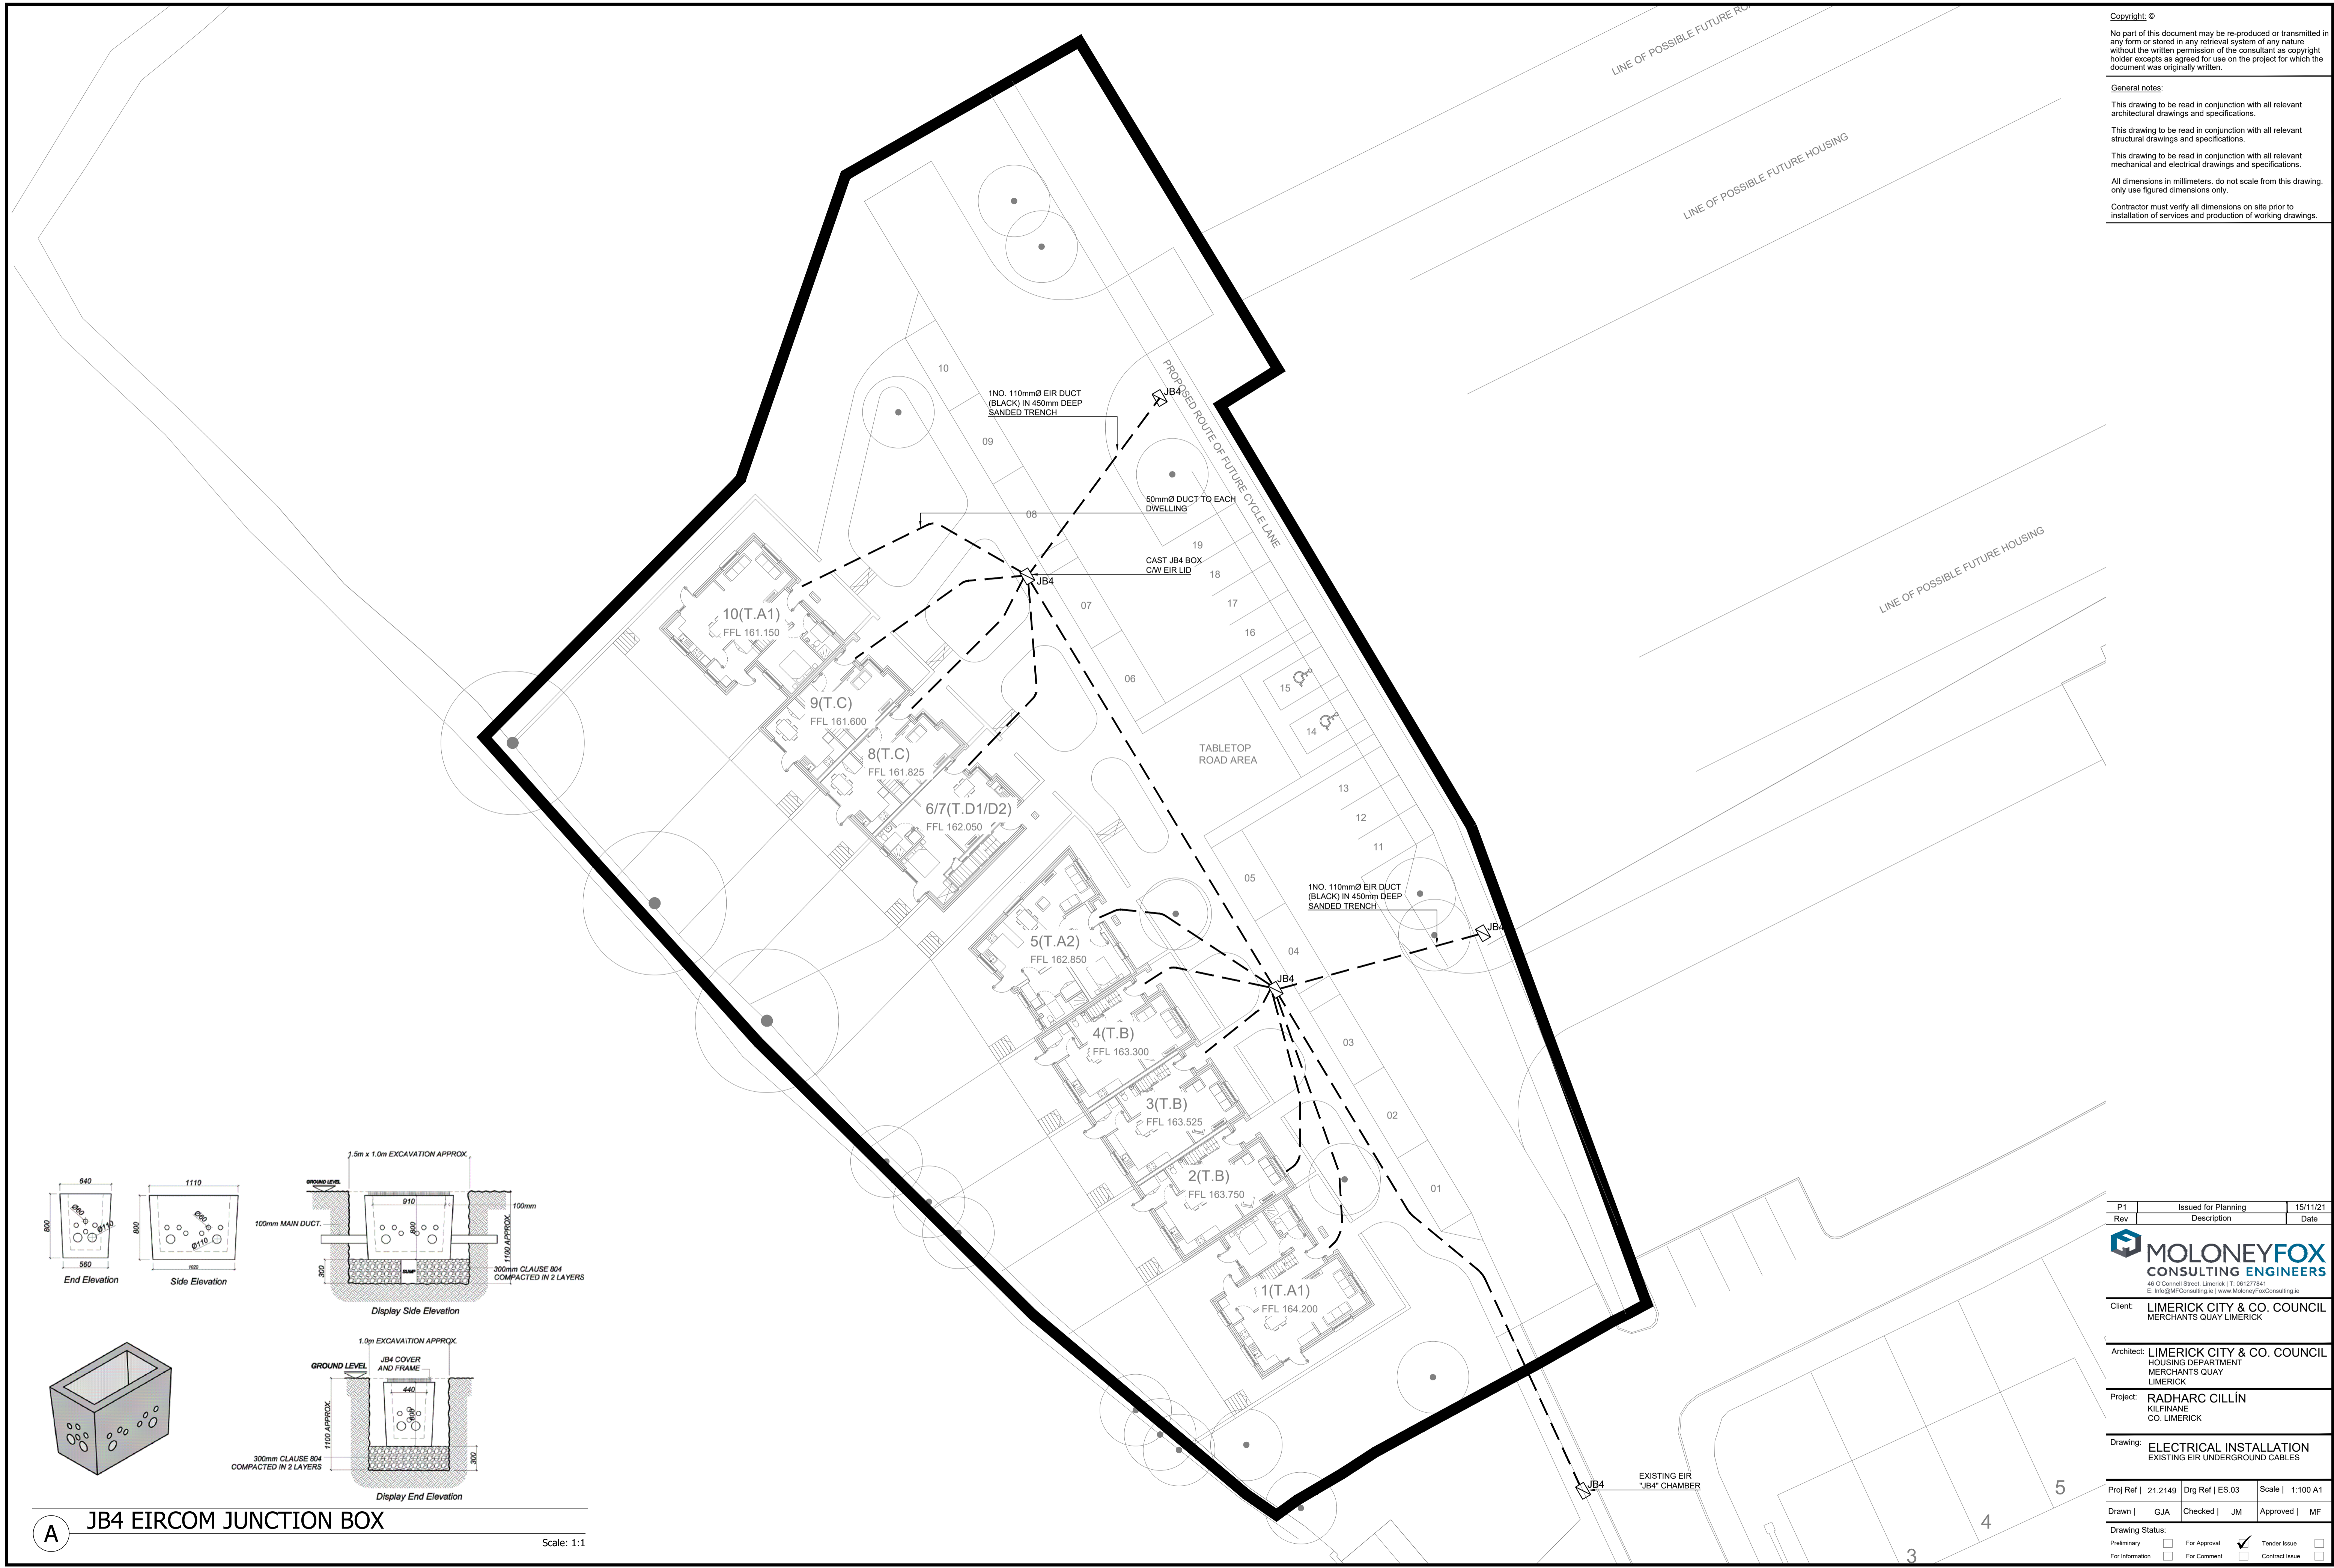 Copyright: ©
No part of this document may be re-produced or transmitted in
any form or stored in any retrieval system of any nature
without the written permission of the consultant as copyright
holder excepts as agreed for use on the project for which the
document was originally written.
General notes:
This drawing to be read in conjunction with all relevant
architectural drawings and specifications.
This drawing to be read in conjunction with all relevant
structural drawings and specifications.
This drawing to be read in conjunction with all relevant
mechanical and electrical drawings and specifications.
All dimensions in millimeters. do not scale from this drawing.
only use figured dimensions only.
Contractor must verify all dimensions on site prior to
installation of services and production of working drawings.
LINE OF POSSIBLE FUTURE
LINE OF POSSIBLE FUTURE HOUSING
LINE OF POSSIBLE FUTURE HOUSING
PROPOSED ROUTE OF FUTURE CYCLE LANE
10
1NO. 110mmØ EIR DUCT
(BLACK) IN 450mm DEEP
SANDED TRENCH
JB4
09
50mmØ DUCT TO EACH
DWELLING
08
19
CAST JB4 BOX
C/W EIR LID
JB4
18
07
17
16
10(T.A1)
FFL 161.150
06
15
9(T.C)
FFL 161.600
14
8(T.C)
FFL 161.825
TABLETOP
ROAD AREA
13
6/7(T.D1/D2)
FFL 162.050
12
11
05
1NO. 110mmØ EIR DUCT
(BLACK) IN 450mm DEEP
SANDED TRENCH
JB4
5(T.A2)
FFL 162.850
04
JB4
4(T.B)
FFL 163.300
03
3(T.B)
FFL 163.525
02
2(T.B)
FFL 163.750
01
1(T.A1)
FFL 164.200
JB4
EXISTING EIR
"JB4" CHAMBER
5
4
3
640
800
Ø60
Ø110
560
End Elevation
1110
800
Ø60
Ø110
1020
Side Elevation
1.5m x 1.0m EXCAVATION APPROX.
GROUND LEVEL
910
100mm
100mm MAIN DUCT.
800
1100 APPROX.
300
SUMP
300mm CLAUSE 804
COMPACTED IN 2 LAYERS
Display Side Elevation
1.0m EXCAVATION APPROX.
GROUND LEVEL
JB4 COVER
AND FRAME
440
1100 APPROX.
300mm CLAUSE 804
COMPACTED IN 2 LAYERS
300
Display End Elevation
A
JB4 EIRCOM JUNCTION BOX
Scale: 1:1
P1 Issued for Planning 15/11/21
Rev Description Date
MOLONEYFOX
CONSULTING ENGINEERS
46 O'Connell Street. Limerick | T: 061277841
E: Info@MFConsulting.ie | www.MoloneyFoxConsulting.ie
Client: LIMERICK CITY & CO. COUNCIL
MERCHANTS QUAY LIMERICK
Architect: LIMERICK CITY & CO. COUNCIL
HOUSING DEPARTMENT
MERCHANTS QUAY
LIMERICK
Project: RADHARC CILLÍN
KILFINANE
CO. LIMERICK
Drawing: ELECTRICAL INSTALLATION
EXISTING EIR UNDERGROUND CABLES
Proj Ref | 21.2149 Drg Ref | ES.03 Scale | 1:100 A1
Drawn | GJA Checked | JM Approved | MF
Drawing Status:
Preliminary For Approval Tender Issue
For Information For Comment Contract Issue